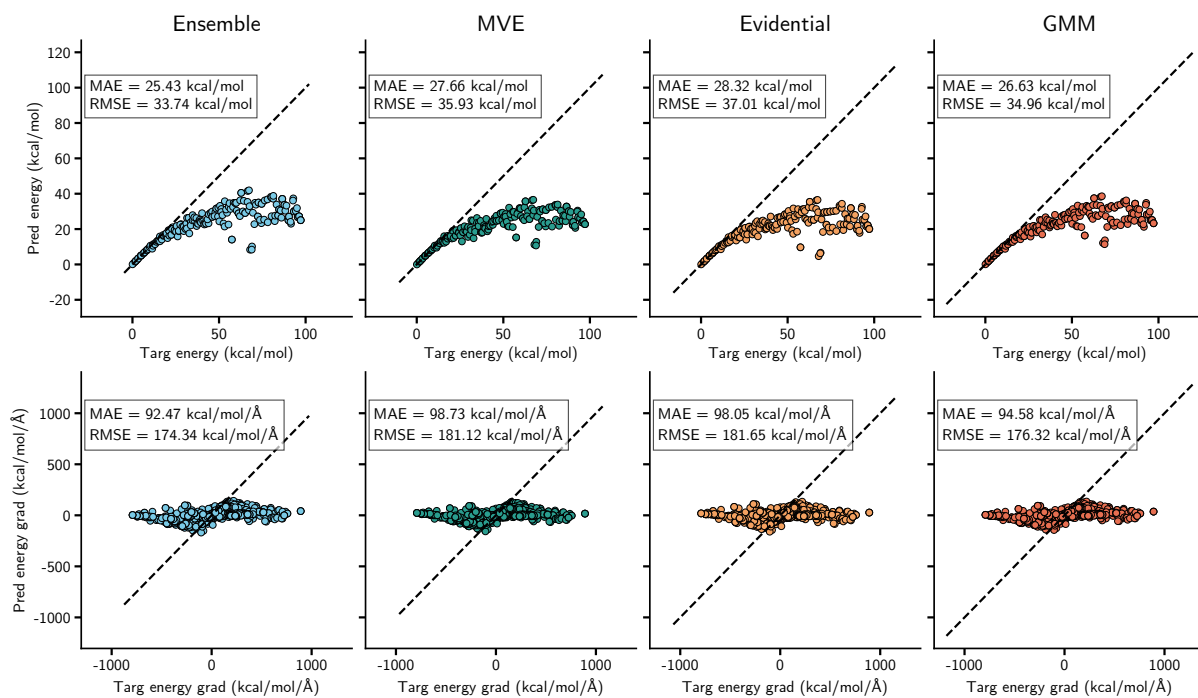 Ensemble
MVE
Evidential
GMM
Pred energy (kcal/mol)
120
100
80
60
40
20
0
-20
MAE = 25.43 kcal/mol
RMSE = 33.74 kcal/mol
MAE = 27.66 kcal/mol
RMSE = 35.93 kcal/mol
MAE = 28.32 kcal/mol
RMSE = 37.01 kcal/mol
MAE = 26.63 kcal/mol
RMSE = 34.96 kcal/mol
0 50 100
0 50 100
0 50 100
0 50 100
Targ energy (kcal/mol)
Targ energy (kcal/mol)
Targ energy (kcal/mol)
Targ energy (kcal/mol)
Pred energy grad (kcal/mol/Å)
1000
500
0
-500
-1000
MAE = 92.47 kcal/mol/Å
RMSE = 174.34 kcal/mol/Å
MAE = 98.73 kcal/mol/Å
RMSE = 181.12 kcal/mol/Å
MAE = 98.05 kcal/mol/Å
RMSE = 181.65 kcal/mol/Å
MAE = 94.58 kcal/mol/Å
RMSE = 176.32 kcal/mol/Å
-1000 0 1000
-1000 0 1000
-1000 0 1000
-1000 0 1000
Targ energy grad (kcal/mol/Å)
Targ energy grad (kcal/mol/Å)
Targ energy grad (kcal/mol/Å)
Targ energy grad (kcal/mol/Å)